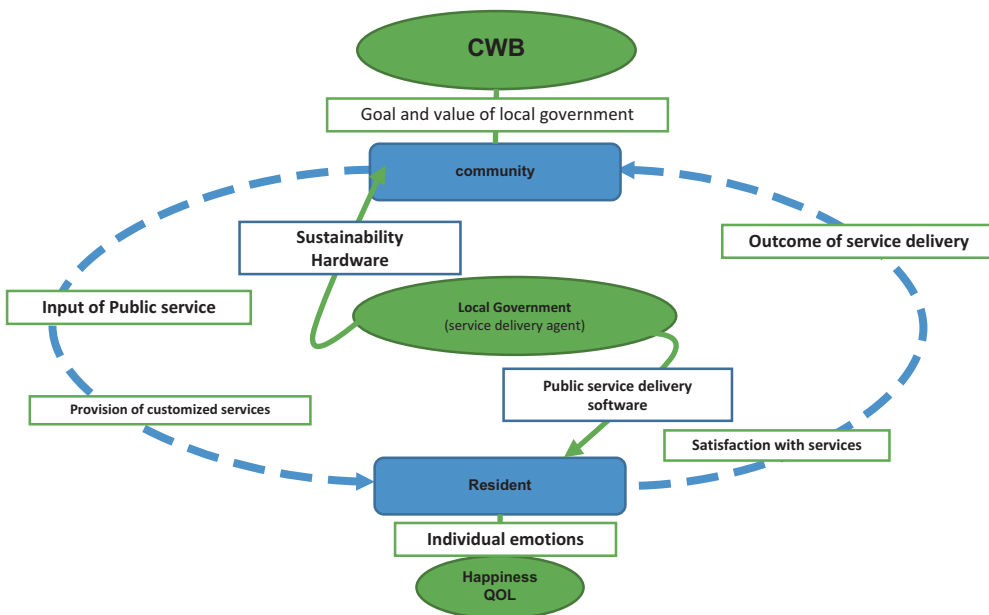 CWB
Goal and value of local government
community
Sustainability
Hardware
Outcome of service delivery
Input of Public service
Local Government
(service delivery agent)
Public service delivery
software
Provision of customized services
Satisfaction with services
Resident
Individual emotions
Happiness
QOL